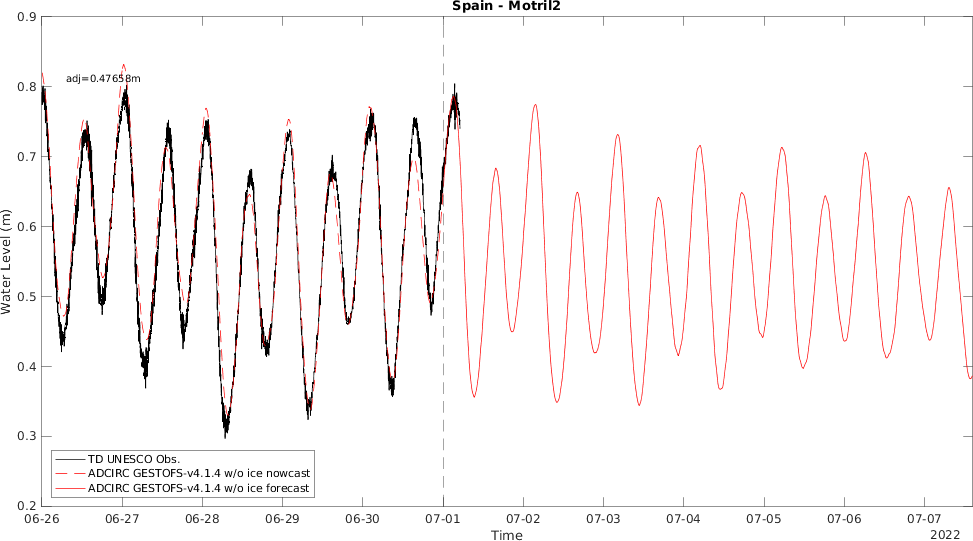 Spain - Motril2
0.9
0.8
0.7
0.6
0.5
0.4
0.3
0.2
Water Level (m)
adj=0.47658m
TD UNESCO Obs.
ADCIRC GESTOFS-v4.1.4 w/o ice nowcast
ADCIRC GESTOFS-v4.1.4 w/o ice forecast
06-26 06-27 06-28 06-29 06-30 07-01 07-02 07-03 07-04 07-05 07-06 07-07
Time
2022